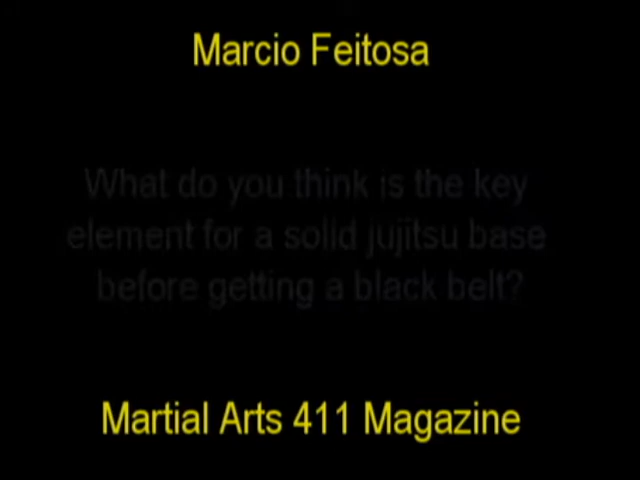 Marcio Feitosa
What do you think is the key
element for a solid jujitsu base
before getting a black belt?
Martial Arts 411 Magazine